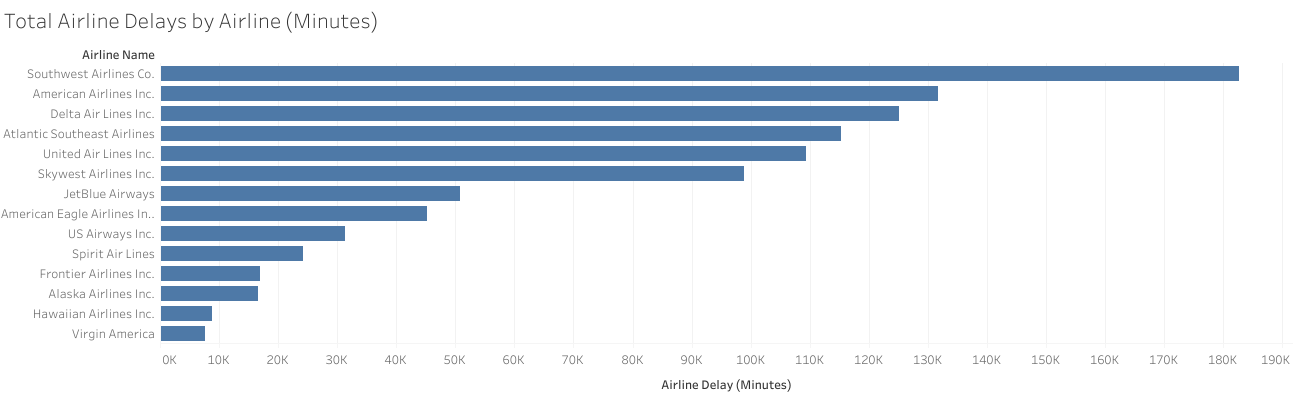 Total Airline Delays by Airline (Minutes)
Airline Name
Southwest Airlines Co.
American Airlines Inc.
Delta Air Lines Inc.
Atlantic Southeast Airlines
United Air Lines Inc.
Skywest Airlines Inc.
JetBlue Airways
American Eagle Airlines In..
US Airways Inc.
Spirit Air Lines
Frontier Airlines Inc.
Alaska Airlines Inc.
Hawaiian Airlines Inc.
Virgin America
0K 10K 20K 30K 40K 50K 60K 70K 80K 90K 100K 110K 120K 130K 140K 150K 160K 170K 180K 190K
Airline Delay (Minutes)